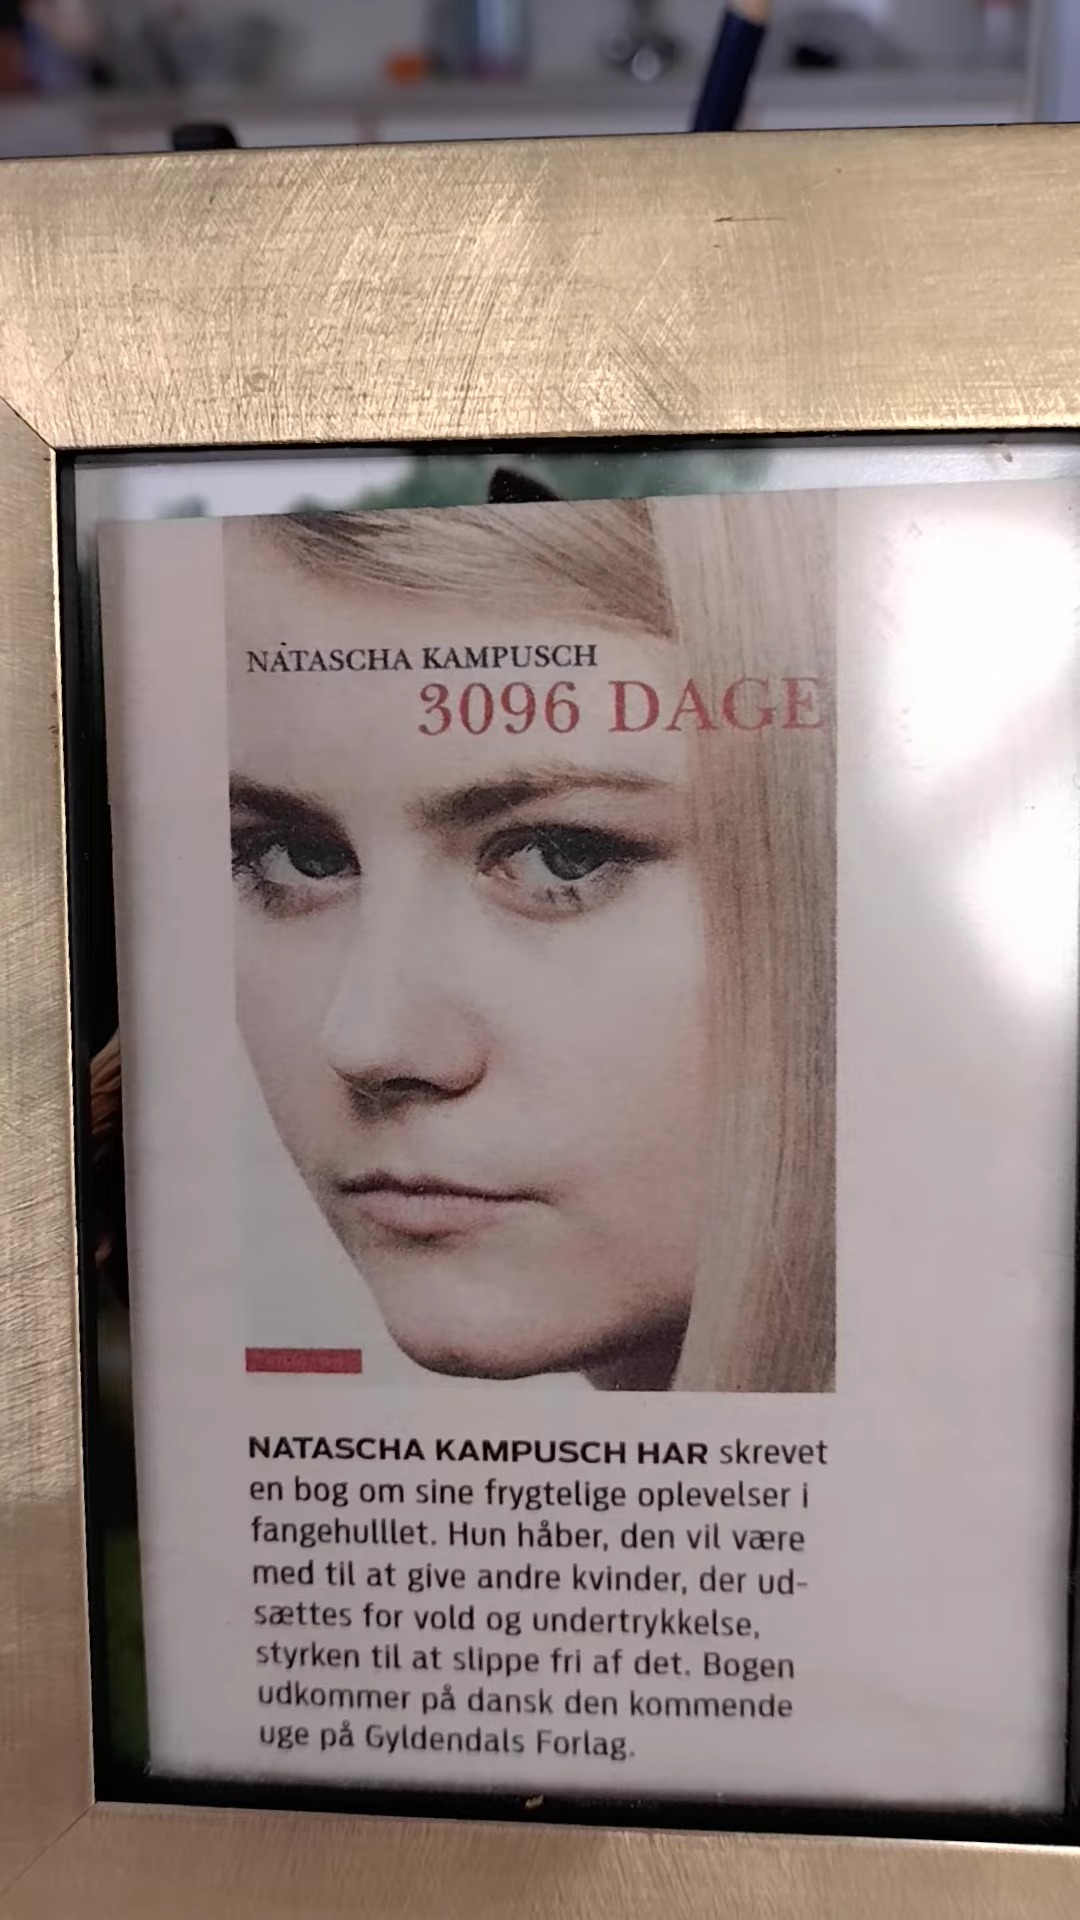 NATASCHA KAMPUSCH
3096 DAGE
NATASCHA KAMPUSCH HAR skrevet
en bog om sine frygtelige oplevelser i
fangehulllet. Hun håber, den vil være
med til at give andre kvinder, der ud-
sættes for vold og undertrykkelse,
styrken til at slippe fri af det. Bogen
udkommer på dansk den kommende
uge på Gyldendals Forlag.